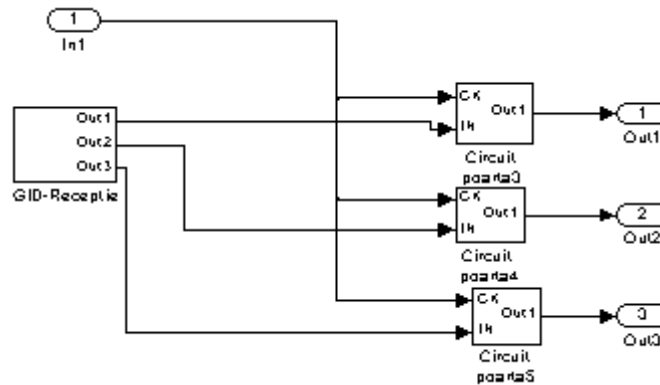 1
In1
Out1
Out2
Out3
GID-Receptie
CK
In
Out1
Circuit
poarta3
1
Out1
CK
In
Out1
Circuit
poarta4
2
Out2
CK
In
Out1
Circuit
poarta5
3
Out3